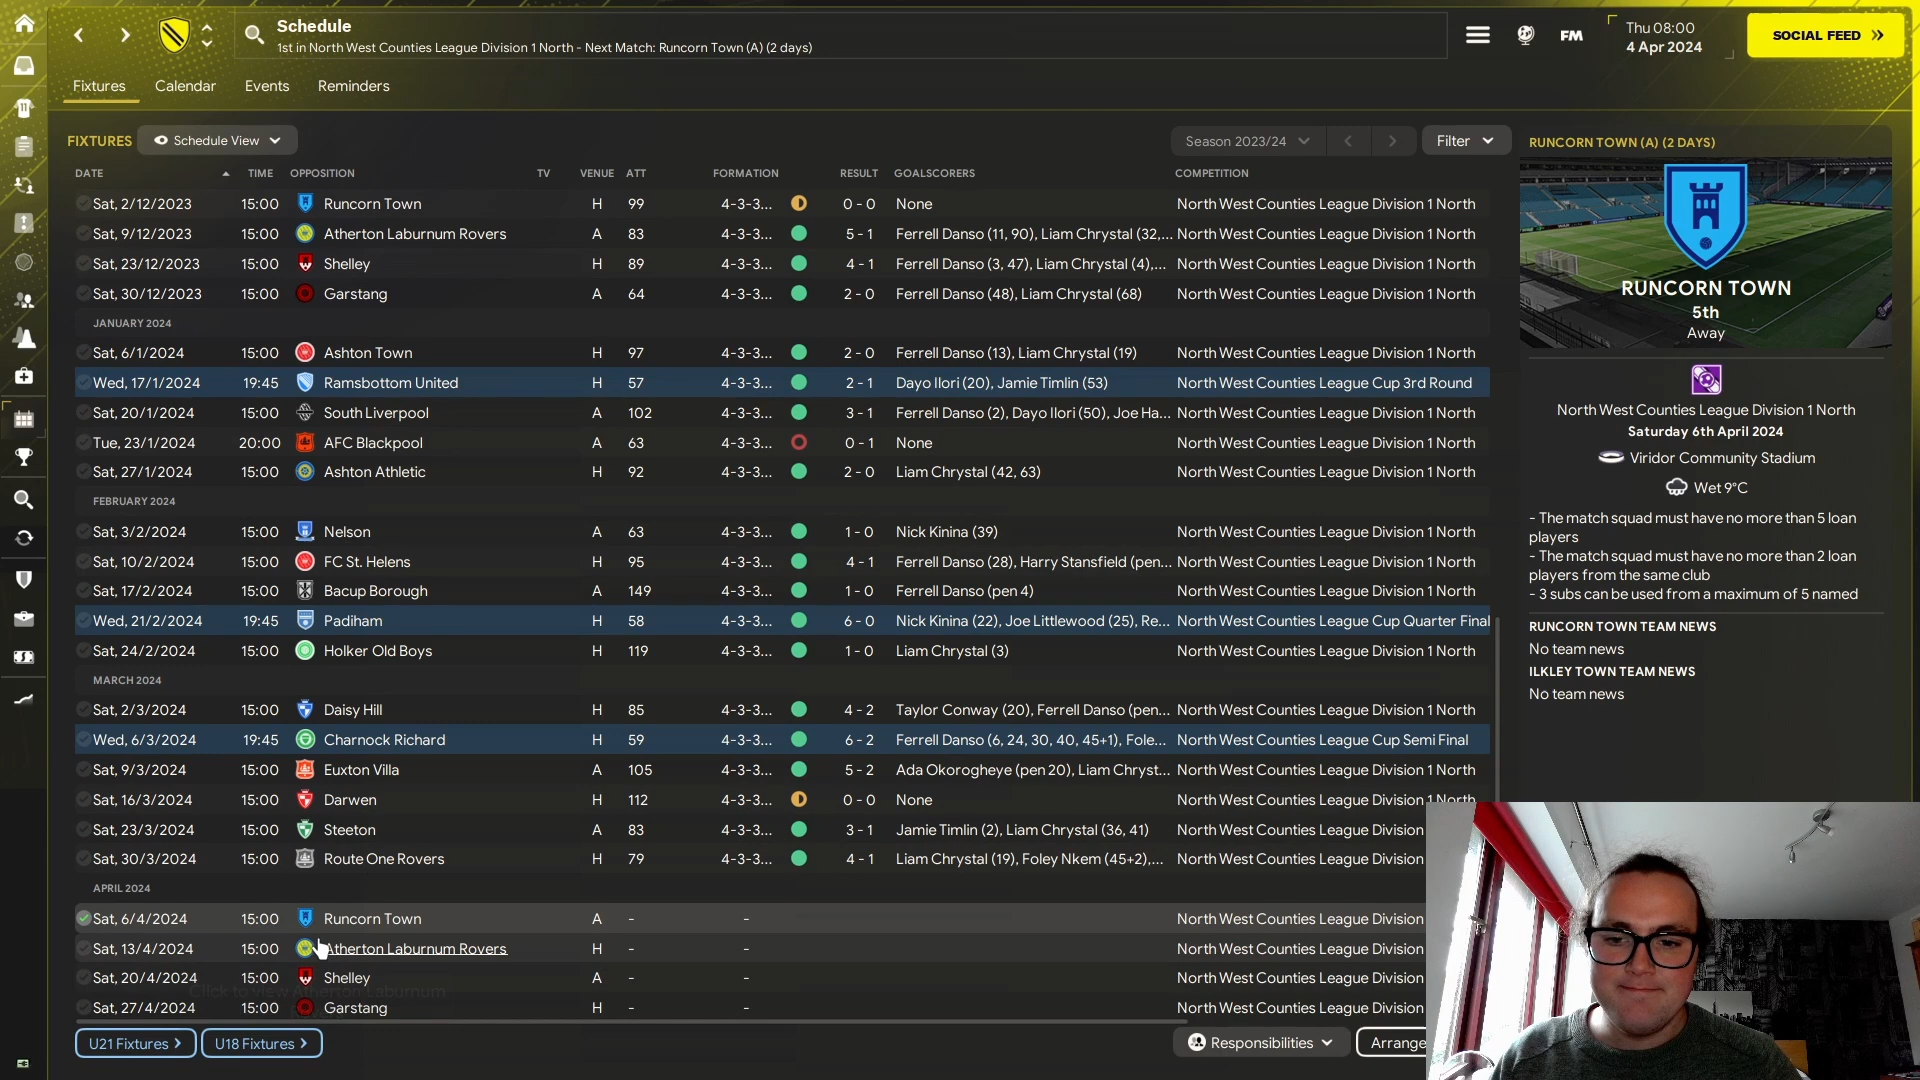 Schedule
1st in North West Counties League Division 1 North - Next Match: Runcorn Town (A) (2 days)
FM
Thu 08:00
4 Apr 2024
SOCIAL FEED
Fixtures Calendar Events Reminders
FIXTURES Schedule View Season 2023/24 Filter
DATE TIME OPPOSITION TV VENUE ATT FORMATION RESULT GOALSCORERS COMPETITION
Sat, 2/12/2023 15:00 Runcorn Town H 99 4-3-3... 0 - 0 None North West Counties League Division 1 North
Sat, 9/12/2023 15:00 Atherton Laburnum Rovers A 83 4-3-3... 5 - 1 Ferrell Danso (11, 90), Liam Chrystal (32,... North West Counties League Division 1 North
Sat, 23/12/2023 15:00 Shelley H 89 4-3-3... 4 - 1 Ferrell Danso (3, 47), Liam Chrystal (4),... North West Counties League Division 1 North
Sat, 30/12/2023 15:00 Garstang A 64 4-3-3... 2 - 0 Ferrell Danso (48), Liam Chrystal (68) North West Counties League Division 1 North
JANUARY 2024
Sat, 6/1/2024 15:00 Ashton Town H 97 4-3-3... 2 - 0 Ferrell Danso (13), Liam Chrystal (19) North West Counties League Division 1 North
Wed, 17/1/2024 19:45 Ramsbottom United H 57 4-3-3... 2 - 1 Dayo Ilori (20), Jamie Timlin (53) North West Counties League Cup 3rd Round
Sat, 20/1/2024 15:00 South Liverpool A 102 4-3-3... 3 - 1 Ferrell Danso (2), Dayo Ilori (50), Joe Ha... North West Counties League Division 1 North
Tue, 23/1/2024 20:00 AFC Blackpool A 63 4-3-3... 0 - 1 None North West Counties League Division 1 North
Sat, 27/1/2024 15:00 Ashton Athletic H 92 4-3-3... 2 - 0 Liam Chrystal (42, 63) North West Counties League Division 1 North
FEBRUARY 2024
Sat, 3/2/2024 15:00 Nelson A 63 4-3-3... 1 - 0 Nick Kinina (39) North West Counties League Division 1 North
Sat, 10/2/2024 15:00 FC St. Helens H 95 4-3-3... 4 - 1 Ferrell Danso (28), Harry Stansfield (pen... North West Counties League Division 1 North
Sat, 17/2/2024 15:00 Bacup Borough A 149 4-3-3... 1 - 0 Ferrell Danso (pen 4) North West Counties League Division 1 North
Wed, 21/2/2024 19:45 Padiham H 58 4-3-3... 6 - 0 Nick Kinina (22), Joe Littlewood (25), Re... North West Counties League Cup Quarter Final
Sat, 24/2/2024 15:00 Holker Old Boys H 119 4-3-3... 1 - 0 Liam Chrystal (3) North West Counties League Division 1 North
MARCH 2024
Sat, 2/3/2024 15:00 Daisy Hill H 85 4-3-3... 4 - 2 Taylor Conway (20), Ferrell Danso (pen... North West Counties League Division 1 North
Wed, 6/3/2024 19:45 Charnock Richard H 59 4-3-3... 6 - 2 Ferrell Danso (6, 24, 30, 40, 45+1), Fole... North West Counties League Cup Semi Final
Sat, 9/3/2024 15:00 Euxton Villa A 105 4-3-3... 5 - 2 Ada Okorogheye (pen 20), Liam Chryst... North West Counties League Division 1 North
Sat, 16/3/2024 15:00 Darwen H 112 4-3-3... 0 - 0 None North West Counties League Division 1 North
Sat, 23/3/2024 15:00 Steeton A 83 4-3-3... 3 - 1 Jamie Timlin (2), Liam Chrystal (36, 41) North West Counties League Division
Sat, 30/3/2024 15:00 Route One Rovers H 79 4-3-3... 4 - 1 Liam Chrystal (19), Foley Nkem (45+2),... North West Counties League Division
APRIL 2024
Sat, 6/4/2024 15:00 Runcorn Town A - - North West Counties League Division
Sat, 13/4/2024 15:00 Atherton Laburnum Rovers H - - North West Counties League Division
Sat, 20/4/2024 15:00 Shelley A - - North West Counties League Division
Click to view Atherton Laburnum
Sat, 27/4/2024 15:00 Garstang H - - North West Counties League Division
U21 Fixtures U18 Fixtures Responsibilities Arrange
RUNCORN TOWN (A) (2 DAYS)
RUNCORN TOWN
5th
Away
North West Counties League Division 1 North
Saturday 6th April 2024
Viridor Community Stadium
Wet 9°C
- The match squad must have no more than 5 loan
players
- The match squad must have no more than 2 loan
players from the same club
- 3 subs can be used from a maximum of 5 named
RUNCORN TOWN TEAM NEWS
No team news
ILKLEY TOWN TEAM NEWS
No team news